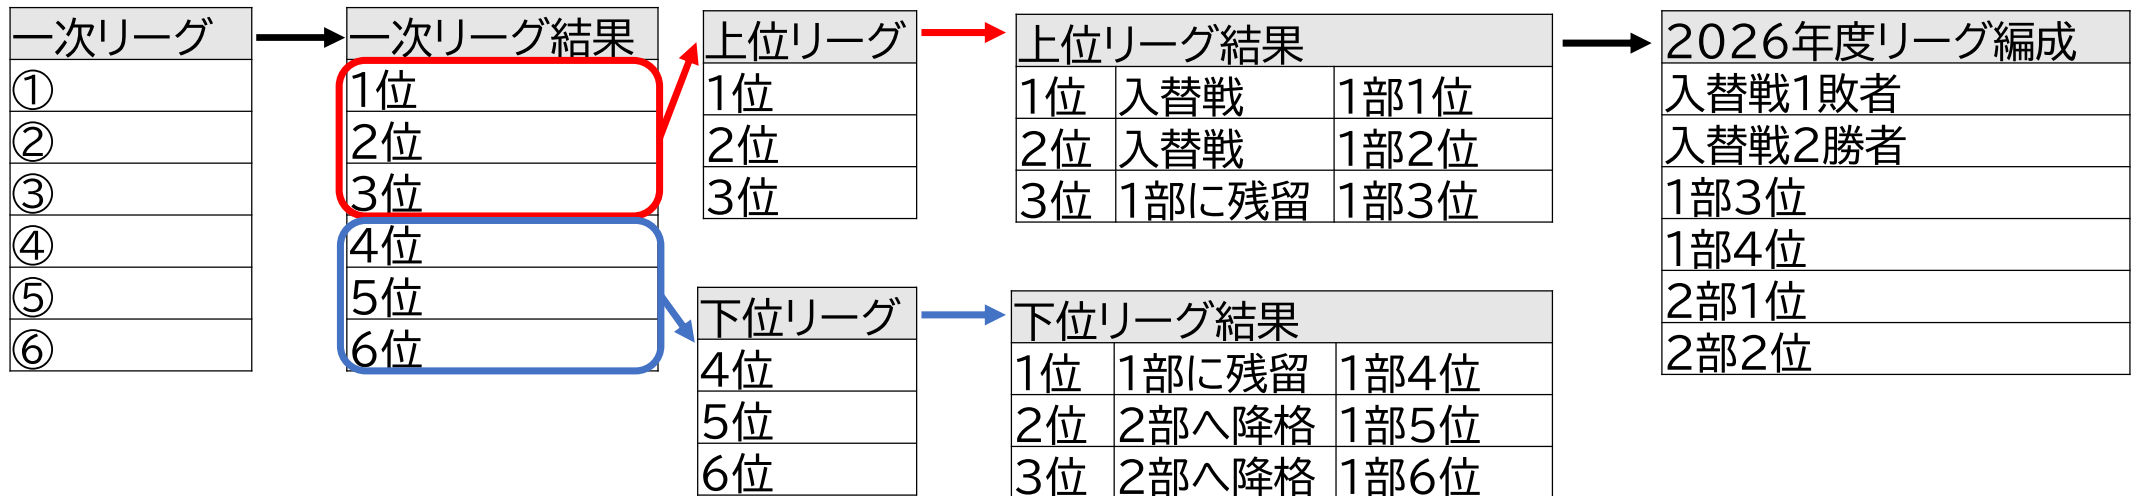 一次リーグ
①
②
③
④
⑤
⑥
一次リーグ結果
1位
2位
3位
4位
5位
6位
上位リーグ
1位
2位
3位
下位リーグ
4位
5位
6位
上位リーグ結果
1位 入替戦 1部1位
2位 入替戦 1部2位
3位 1部に残留 1部3位
下位リーグ結果
1位 1部に残留 1部4位
2位 2部へ降格 1部5位
3位 2部へ降格 1部6位
2026年度リーグ編成
入替戦1敗者
入替戦2勝者
1部3位
1部4位
2部1位
2部2位